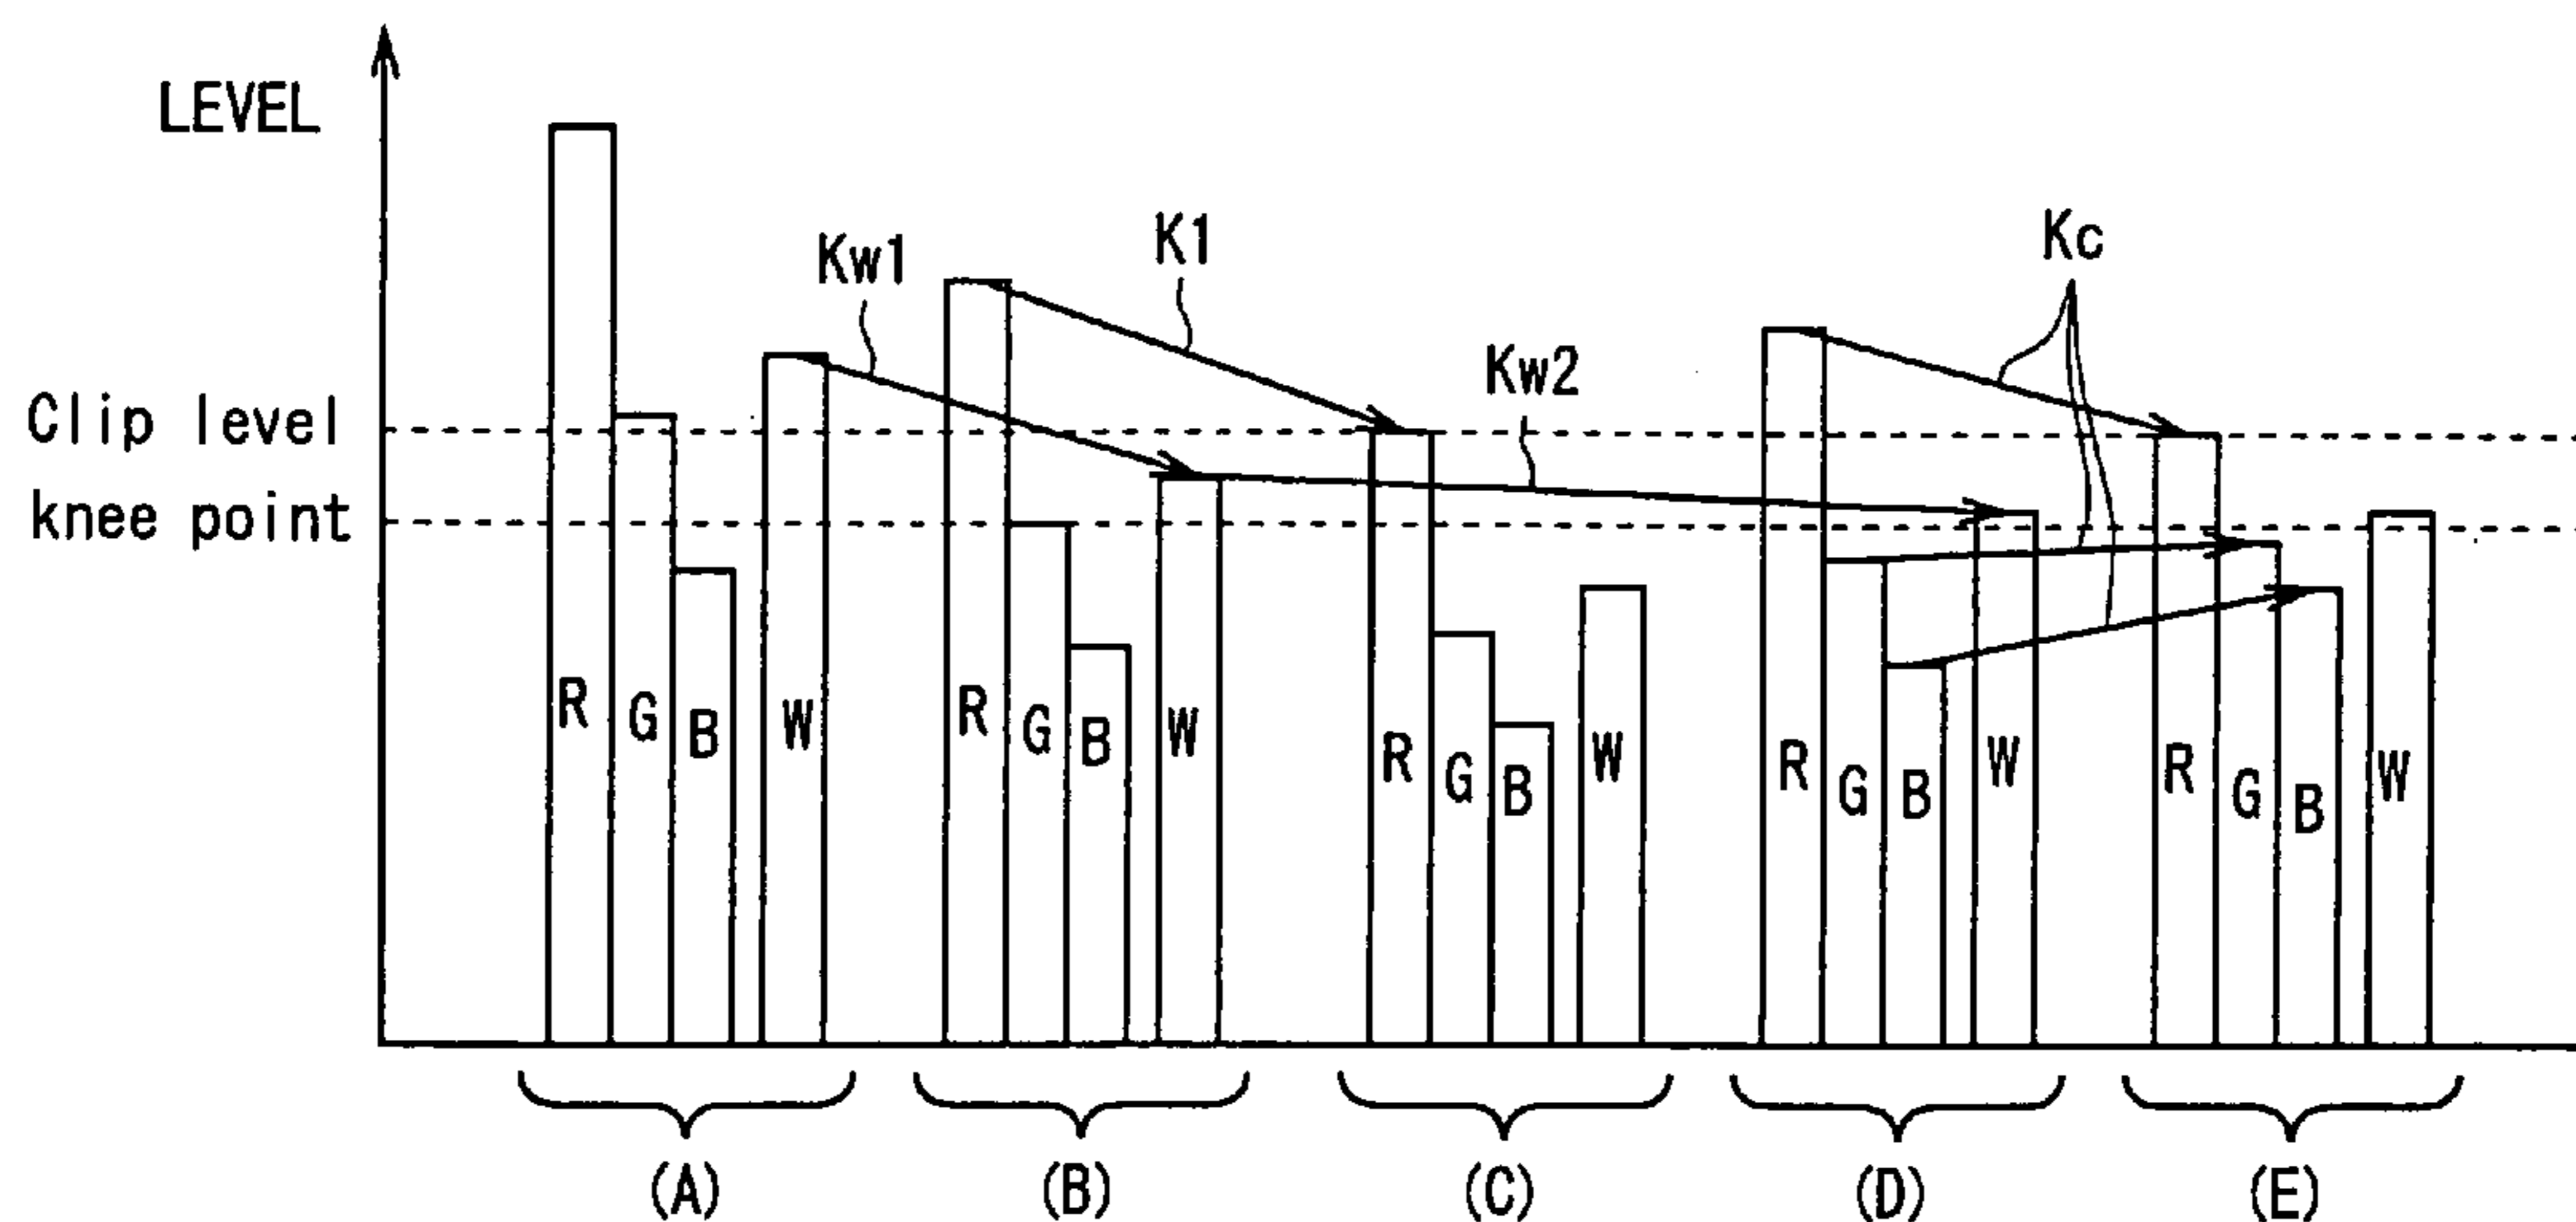 LEVEL
Clip level
knee point
Kw1
K1
Kw2
Kc
R G B W
R G B W
R G B W
R G B W
R G B W
(A) (B) (C) (D) (E)